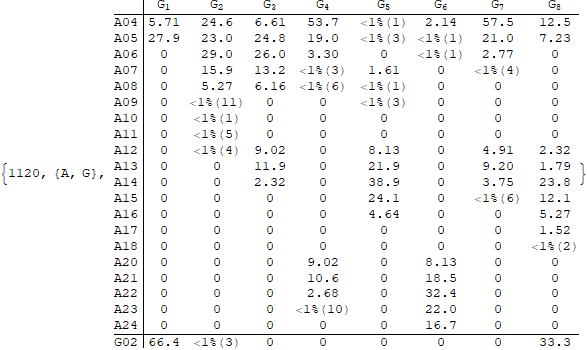 G1 G2 G3 G4 G5 G6 G7 G8
A04 5.71 24.6 6.61 53.7 <1%(1) 2.14 57.5 12.5
A05 27.9 23.0 24.8 19.0 <1%(3) <1%(1) 21.0 7.23
A06 0 29.0 26.0 3.30 0 <1%(1) 2.77 0
A07 0 15.9 13.2 <1%(3) 1.61 0 <1%(4) 0
A08 0 5.27 6.16 <1%(6) <1%(1) 0 0 0
A09 0 <1%(11) 0 0 <1%(3) 0 0 0
A10 0 <1%(1) 0 0 0 0 0 0
A11 0 <1%(5) 0 0 0 0 0 0
A12 0 <1%(4) 9.02 0 8.13 0 4.91 2.32
{1120, {A, G}, A13 0 0 11.9 0 21.9 0 9.20 1.79 }
A14 0 0 2.32 0 38.9 0 3.75 23.8
A15 0 0 0 0 24.1 0 <1%(6) 12.1
A16 0 0 0 0 4.64 0 0 5.27
A17 0 0 0 0 0 0 0 1.52
A18 0 0 0 0 0 0 0 <1%(2)
A20 0 0 0 9.02 0 8.13 0 0
A21 0 0 0 10.6 0 18.5 0 0
A22 0 0 0 2.68 0 32.4 0 0
A23 0 0 0 <1%(10) 0 22.0 0 0
A24 0 0 0 0 0 16.7 0 0
G02 66.4 <1%(3) 0 0 0 0 0 33.3